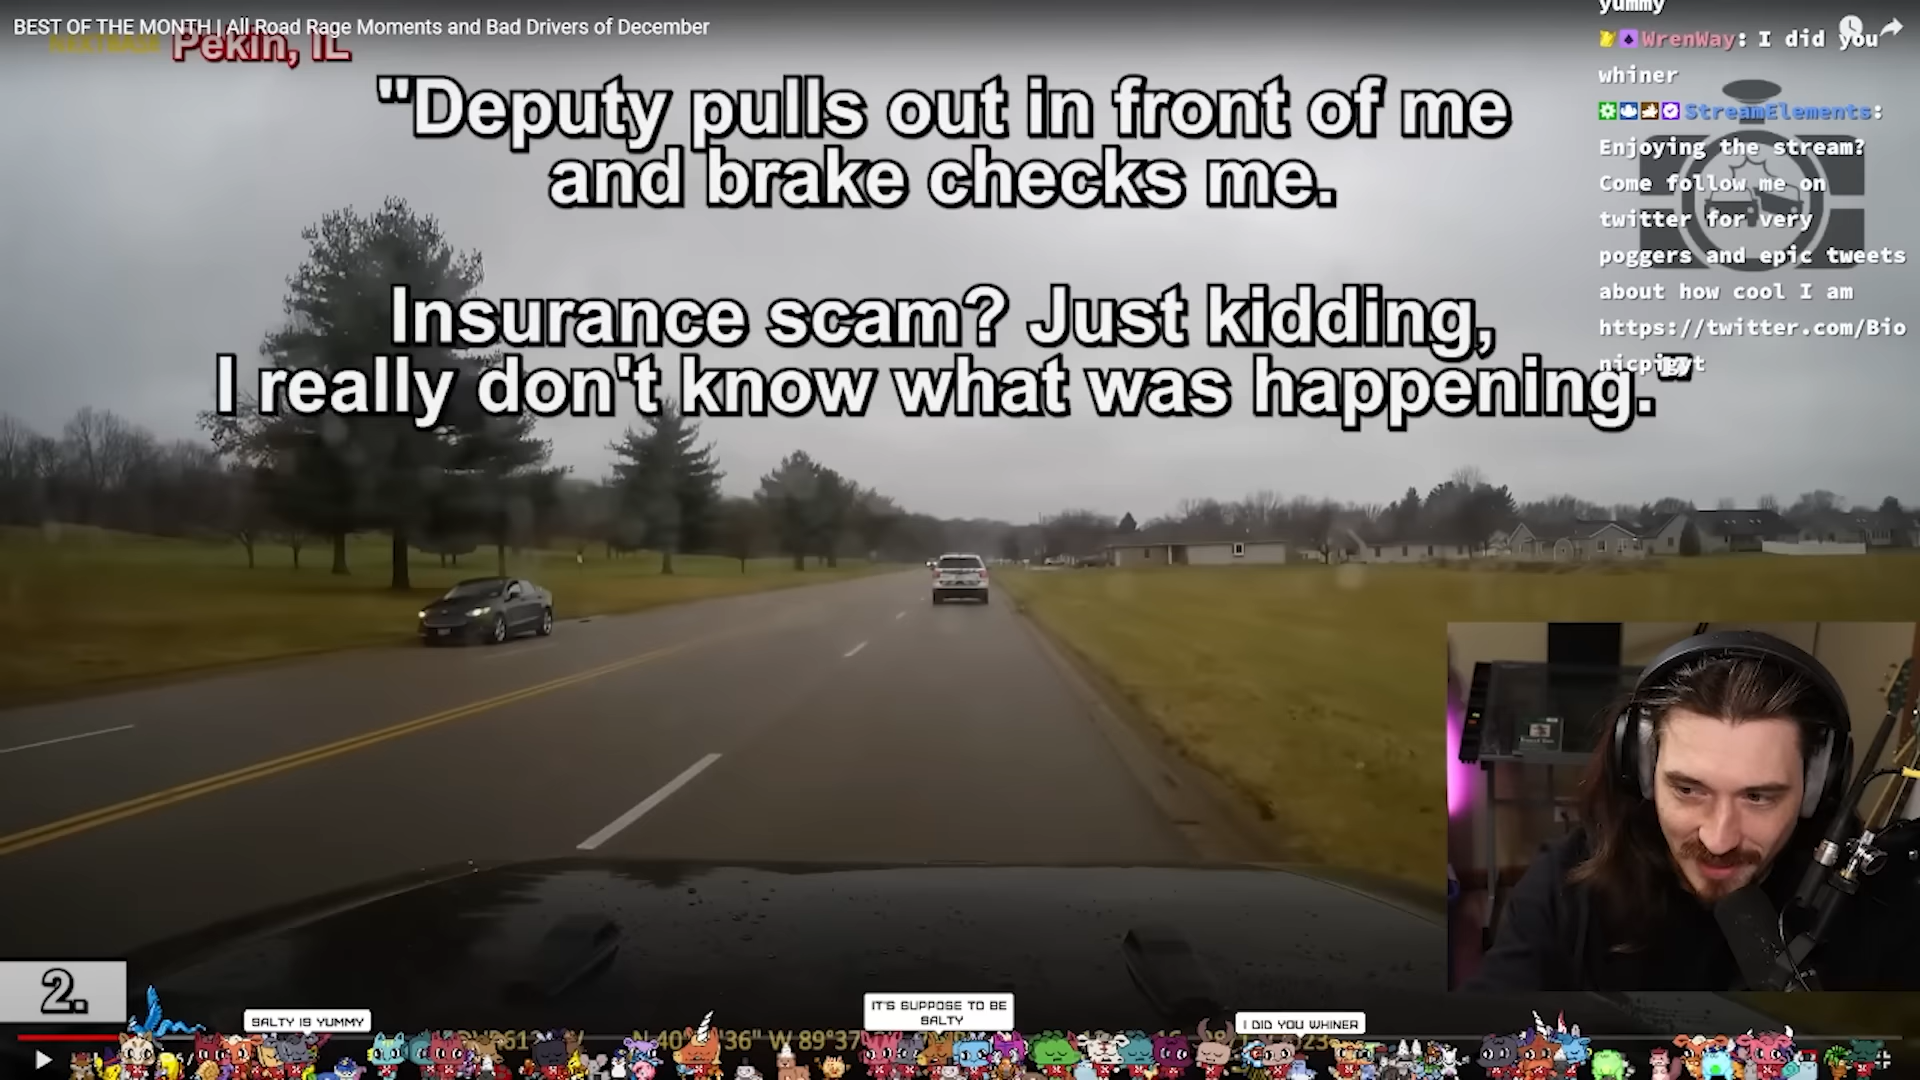 BEST OF THE MONTH | All Road Rage Moments and Bad Drivers of December
NEXTBASE
Pekin, IL
"Deputy pulls out in front of me
and brake checks me.
Insurance scam? Just kidding,
I really don't know what was happening."
yummy
WrenWay: I did you
whiner
StreamElements:
Enjoying the stream?
Come follow me on
twitter for very
poggers and epic tweets
about how cool I am
https://twitter.com/Bio
nicpigyt
2.
SALTY IS YUMMY
IT'S SUPPOSE TO BE
SALTY
I DID YOU WHINER